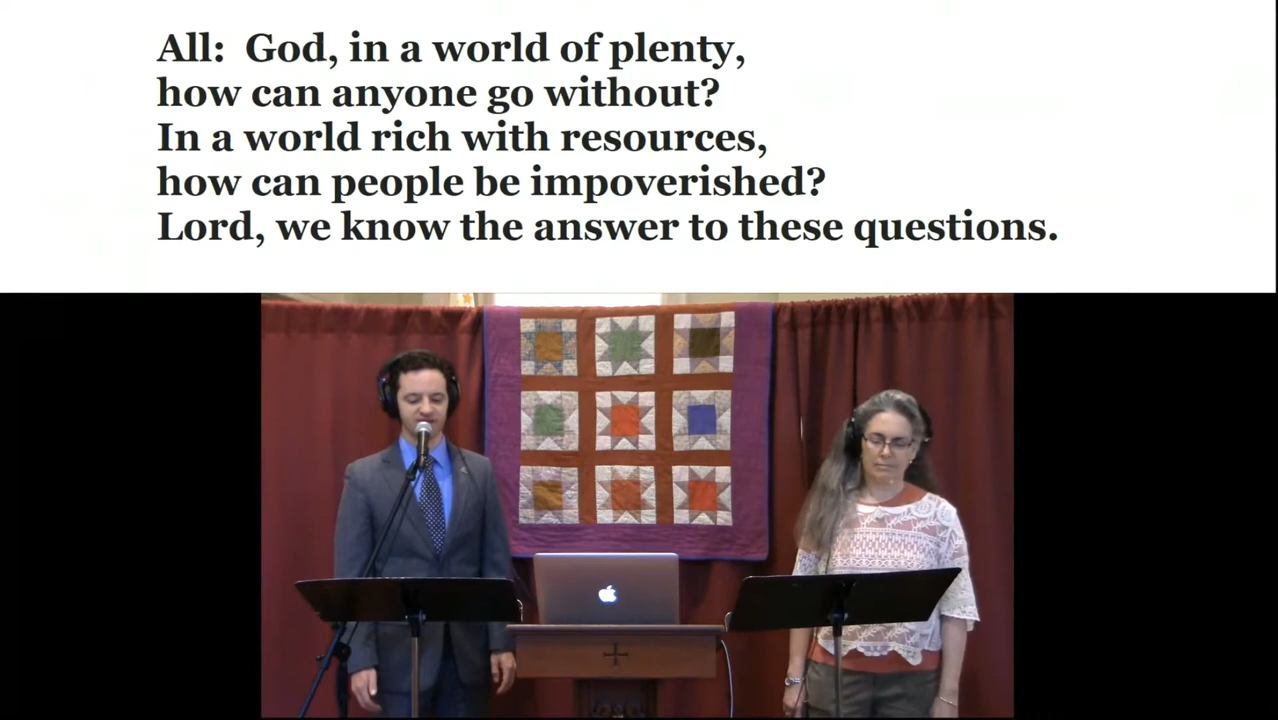 All:  God, in a world of plenty,
how can anyone go without?
In a world rich with resources,
how can people be impoverished?
Lord, we know the answer to these questions.